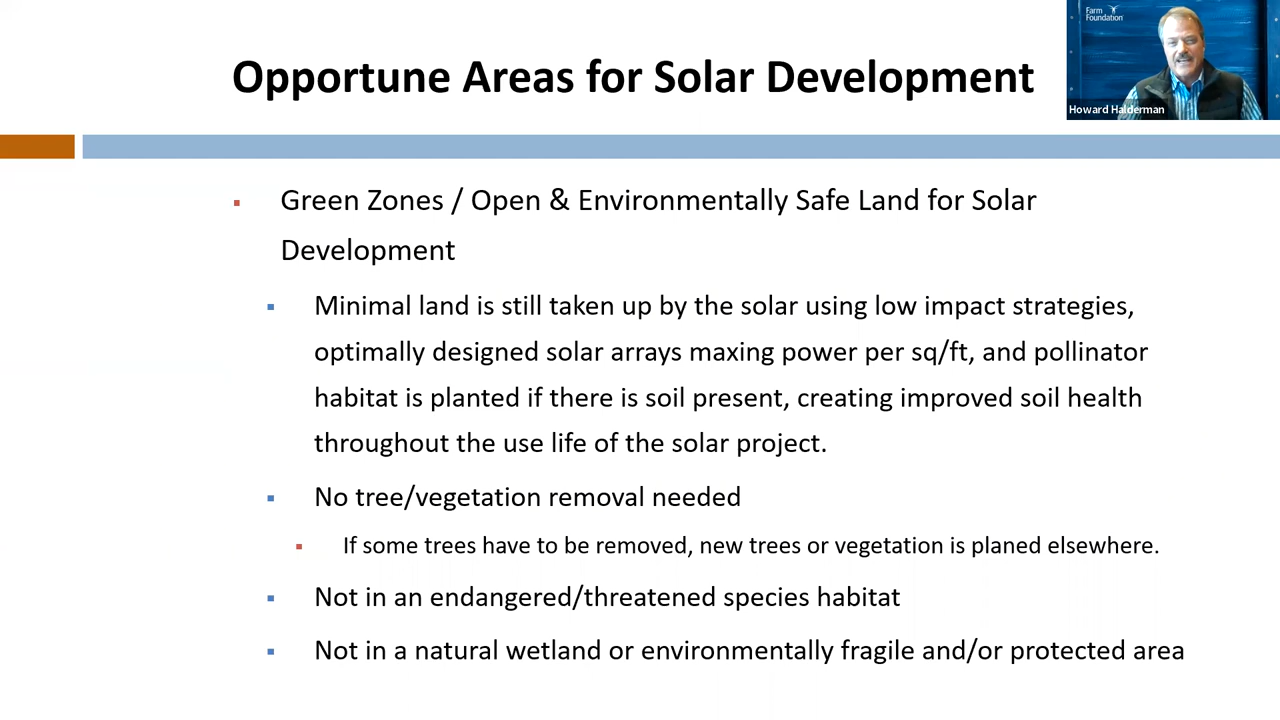 Opportune Areas for Solar Development
Farm
Foundation
Howard Halderman
Green Zones / Open & Environmentally Safe Land for Solar
Development
Minimal land is still taken up by the solar using low impact strategies,
optimally designed solar arrays maxing power per sq/ft, and pollinator
habitat is planted if there is soil present, creating improved soil health
throughout the use life of the solar project.
No tree/vegetation removal needed
If some trees have to be removed, new trees or vegetation is planed elsewhere.
Not in an endangered/threatened species habitat
Not in a natural wetland or environmentally fragile and/or protected area